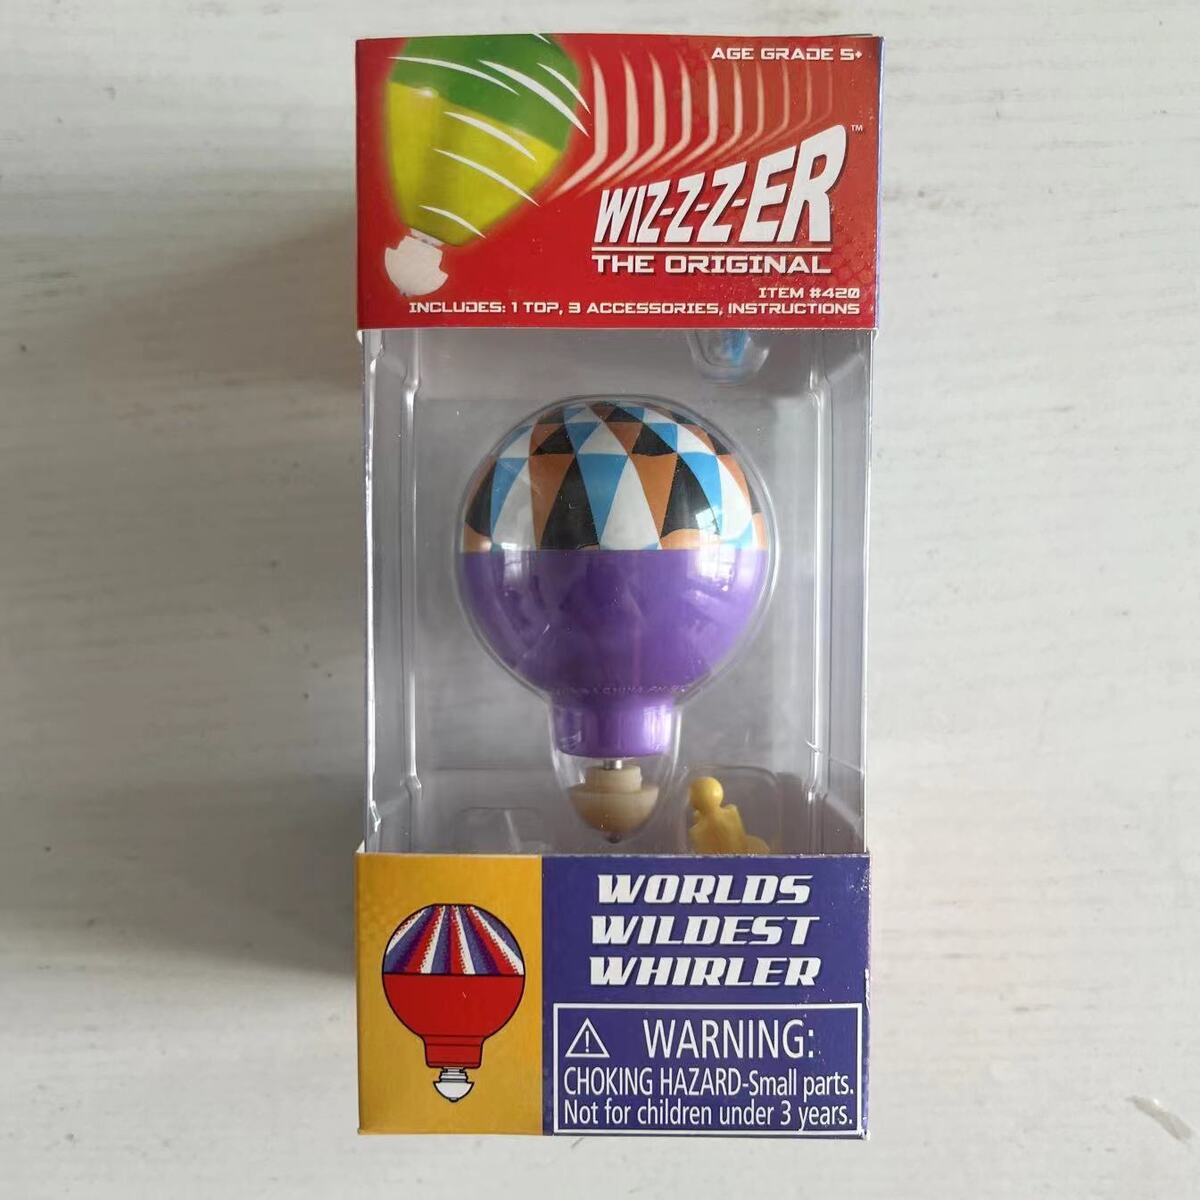 AGE GRADE 5+
WIZ-Z-Z-ER™
THE ORIGINAL
ITEM #420
INCLUDES: 1 TOP, 3 ACCESSORIES, INSTRUCTIONS
WORLDS
WILDEST
WHIRLER
WARNING:
CHOKING HAZARD-Small parts.
Not for children under 3 years.